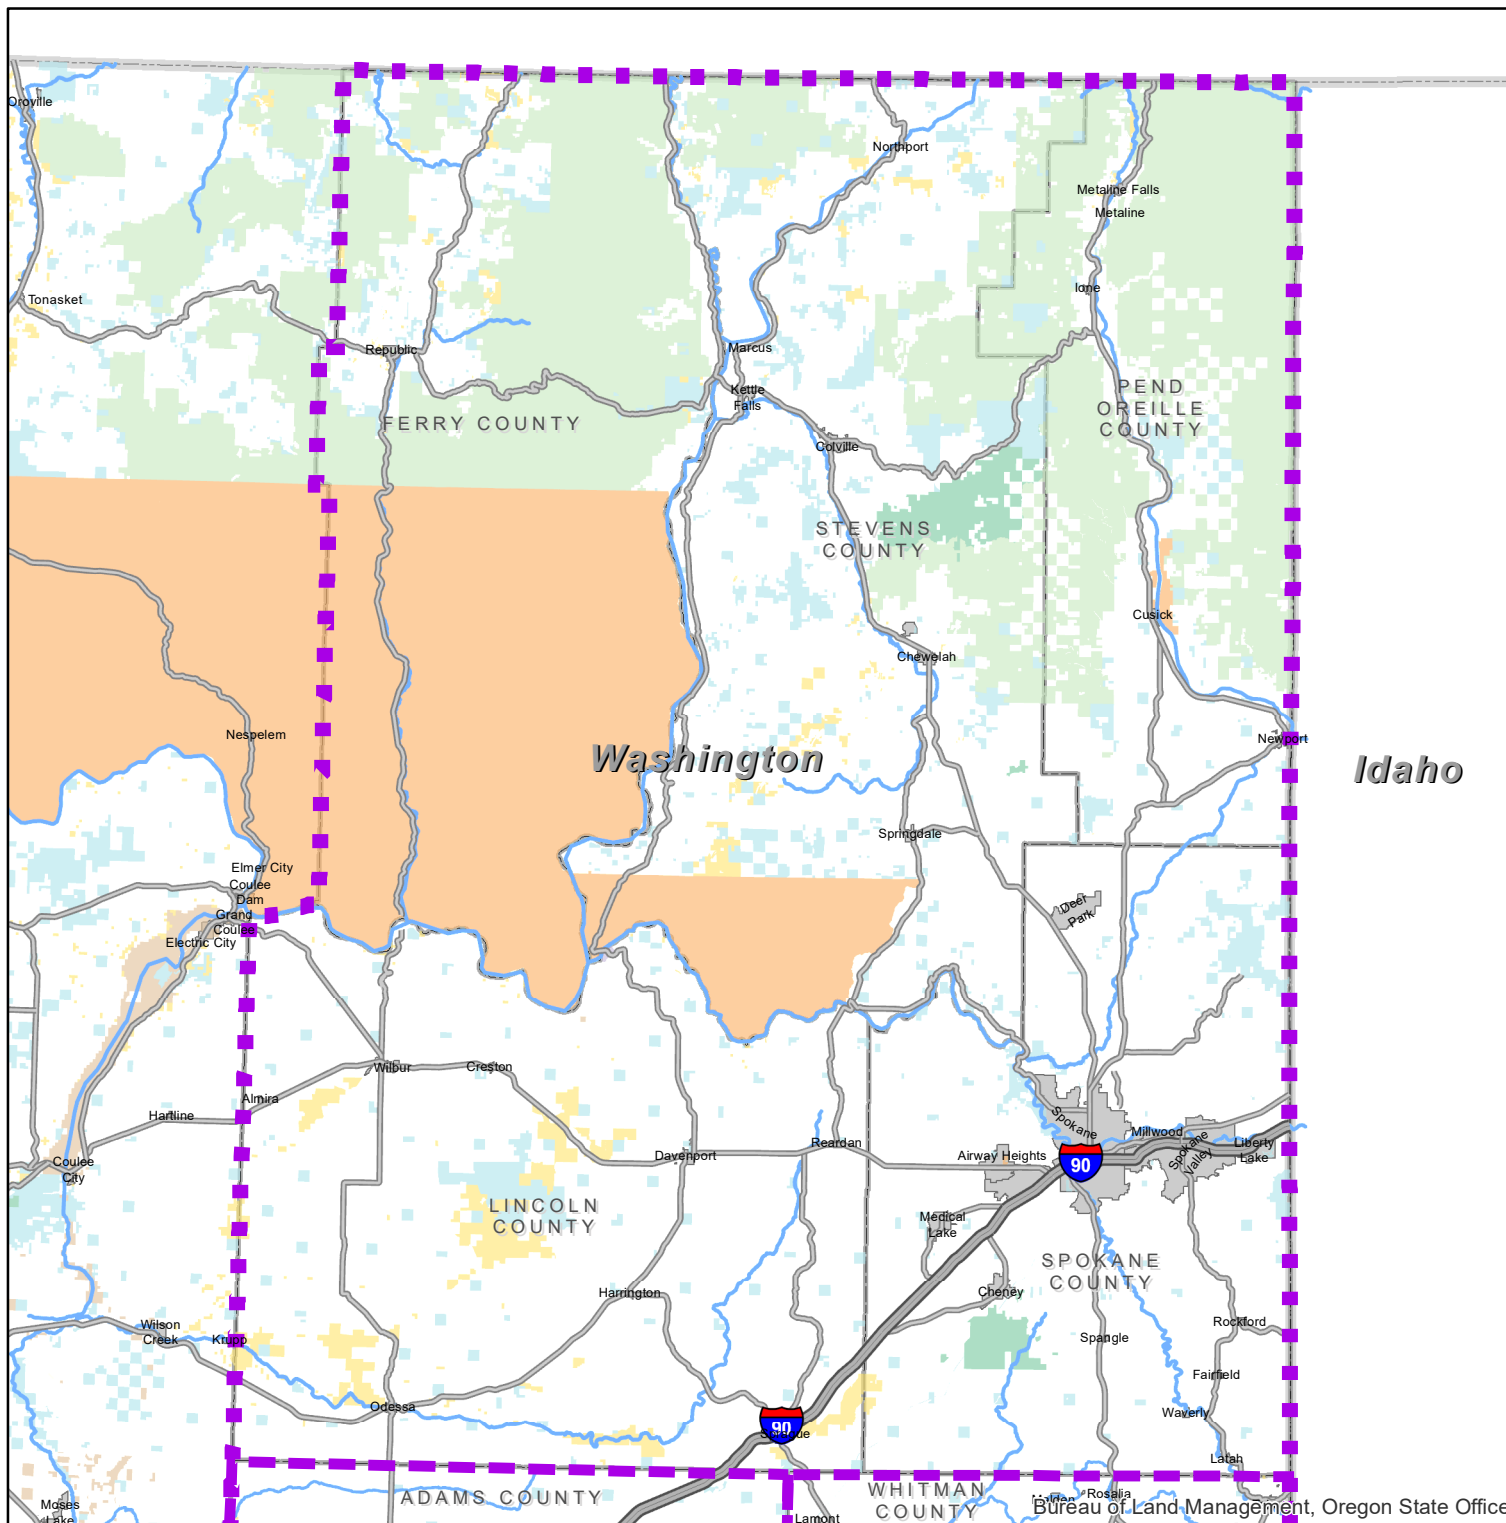 Oroville
Northport
Metaline Falls
Metaline
Ione
Tonasket
Republic
Marcus
Kettle
Falls
FERRY COUNTY
PEND
OREILLE
COUNTY
Colville
STEVENS
COUNTY
Cusick
Chewelah
Nespelem
Newport
Washington
Idaho
Springdale
Elmer City
Coulee
Dam
Grand
Coulee
Electric City
Deer
Park
Wilbur
Creston
Almira
Hartline
Spokane
Millwood
Spokane
Valley
Liberty
Lake
Reardan
Airway Heights
90
Davenport
Coulee
City
LINCOLN
COUNTY
Medical
Lake
SPOKANE
COUNTY
Cheney
Harrington
Wilson
Creek
Krupp
Rockford
Spangle
Fairfield
Odessa
Waverly
90
Sprague
Latah
ADAMS COUNTY
WHITMAN
COUNTY
Malden
Rosalia
Moses
Lake
Lamont
Bureau of Land Management, Oregon State Office